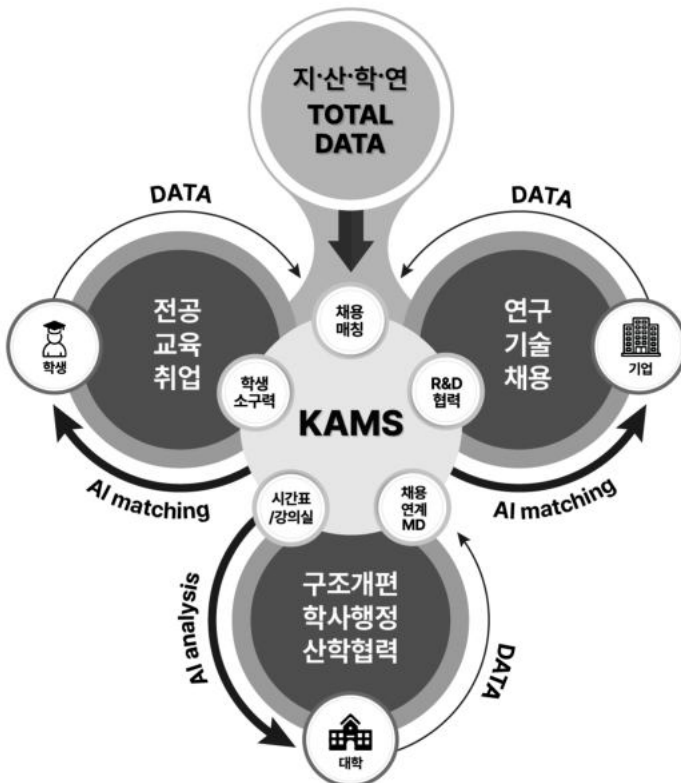 지·산·학·연
TOTAL
DATA
DATA
DATA
전공
교육
취업
학생
채용
매칭
연구
기술
채용
기업
학생
소구력
R&D
협력
KAMS
AI matching
AI matching
시간표
/강의실
채용
연계
MD
구조개편
학사행정
산학협력
AI analysis
DATA
대학